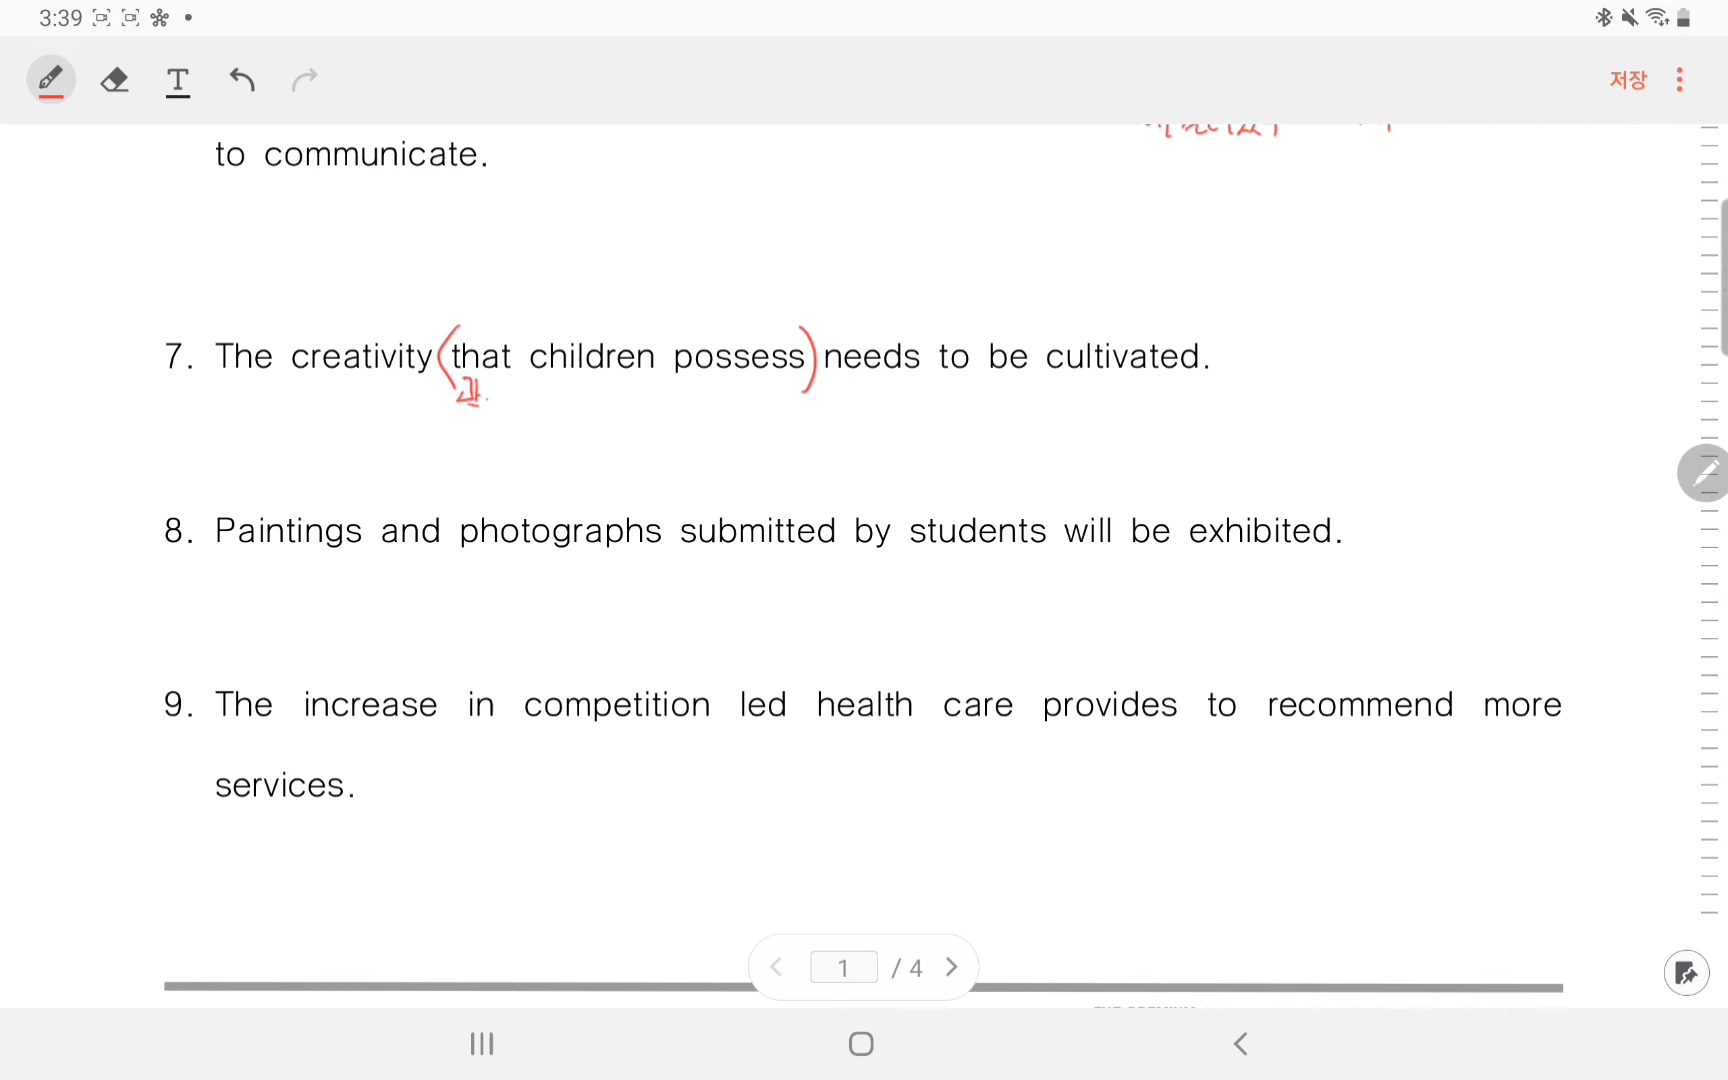 3:39
저장
to communicate.
7. The creativity (that children possess) needs to be cultivated.
관.
8. Paintings and photographs submitted by students will be exhibited.
9. The increase in competition led health care provides to recommend more
services.
1 / 4